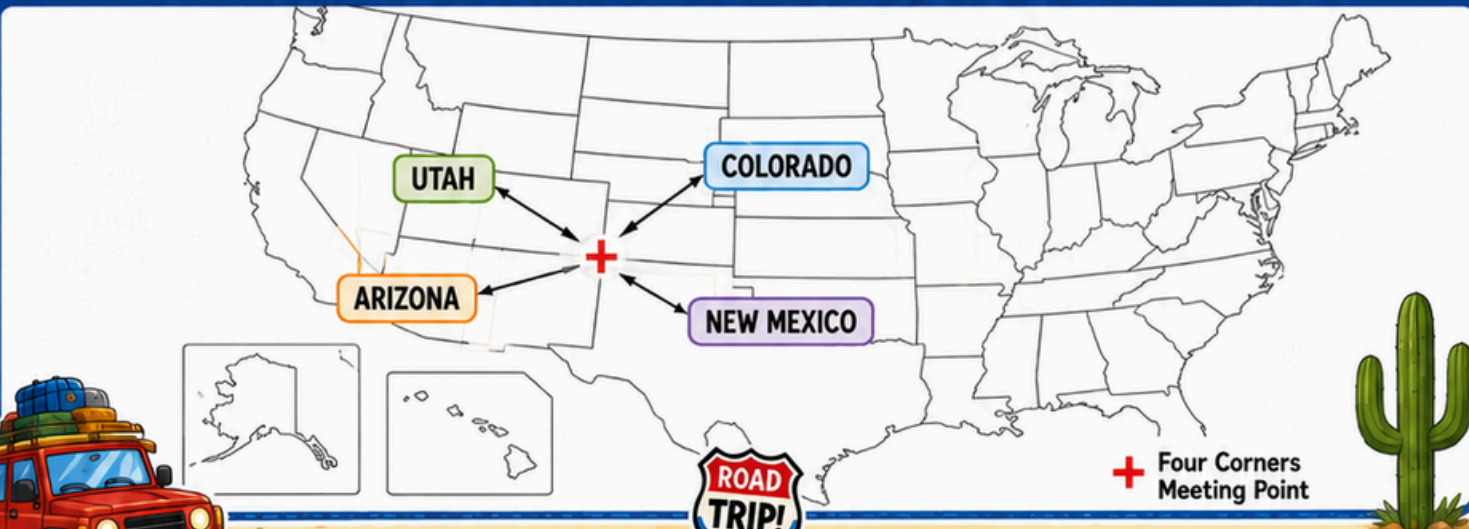 UTAH
COLORADO
ARIZONA
NEW MEXICO
ROAD
TRIP!
Four Corners
Meeting Point